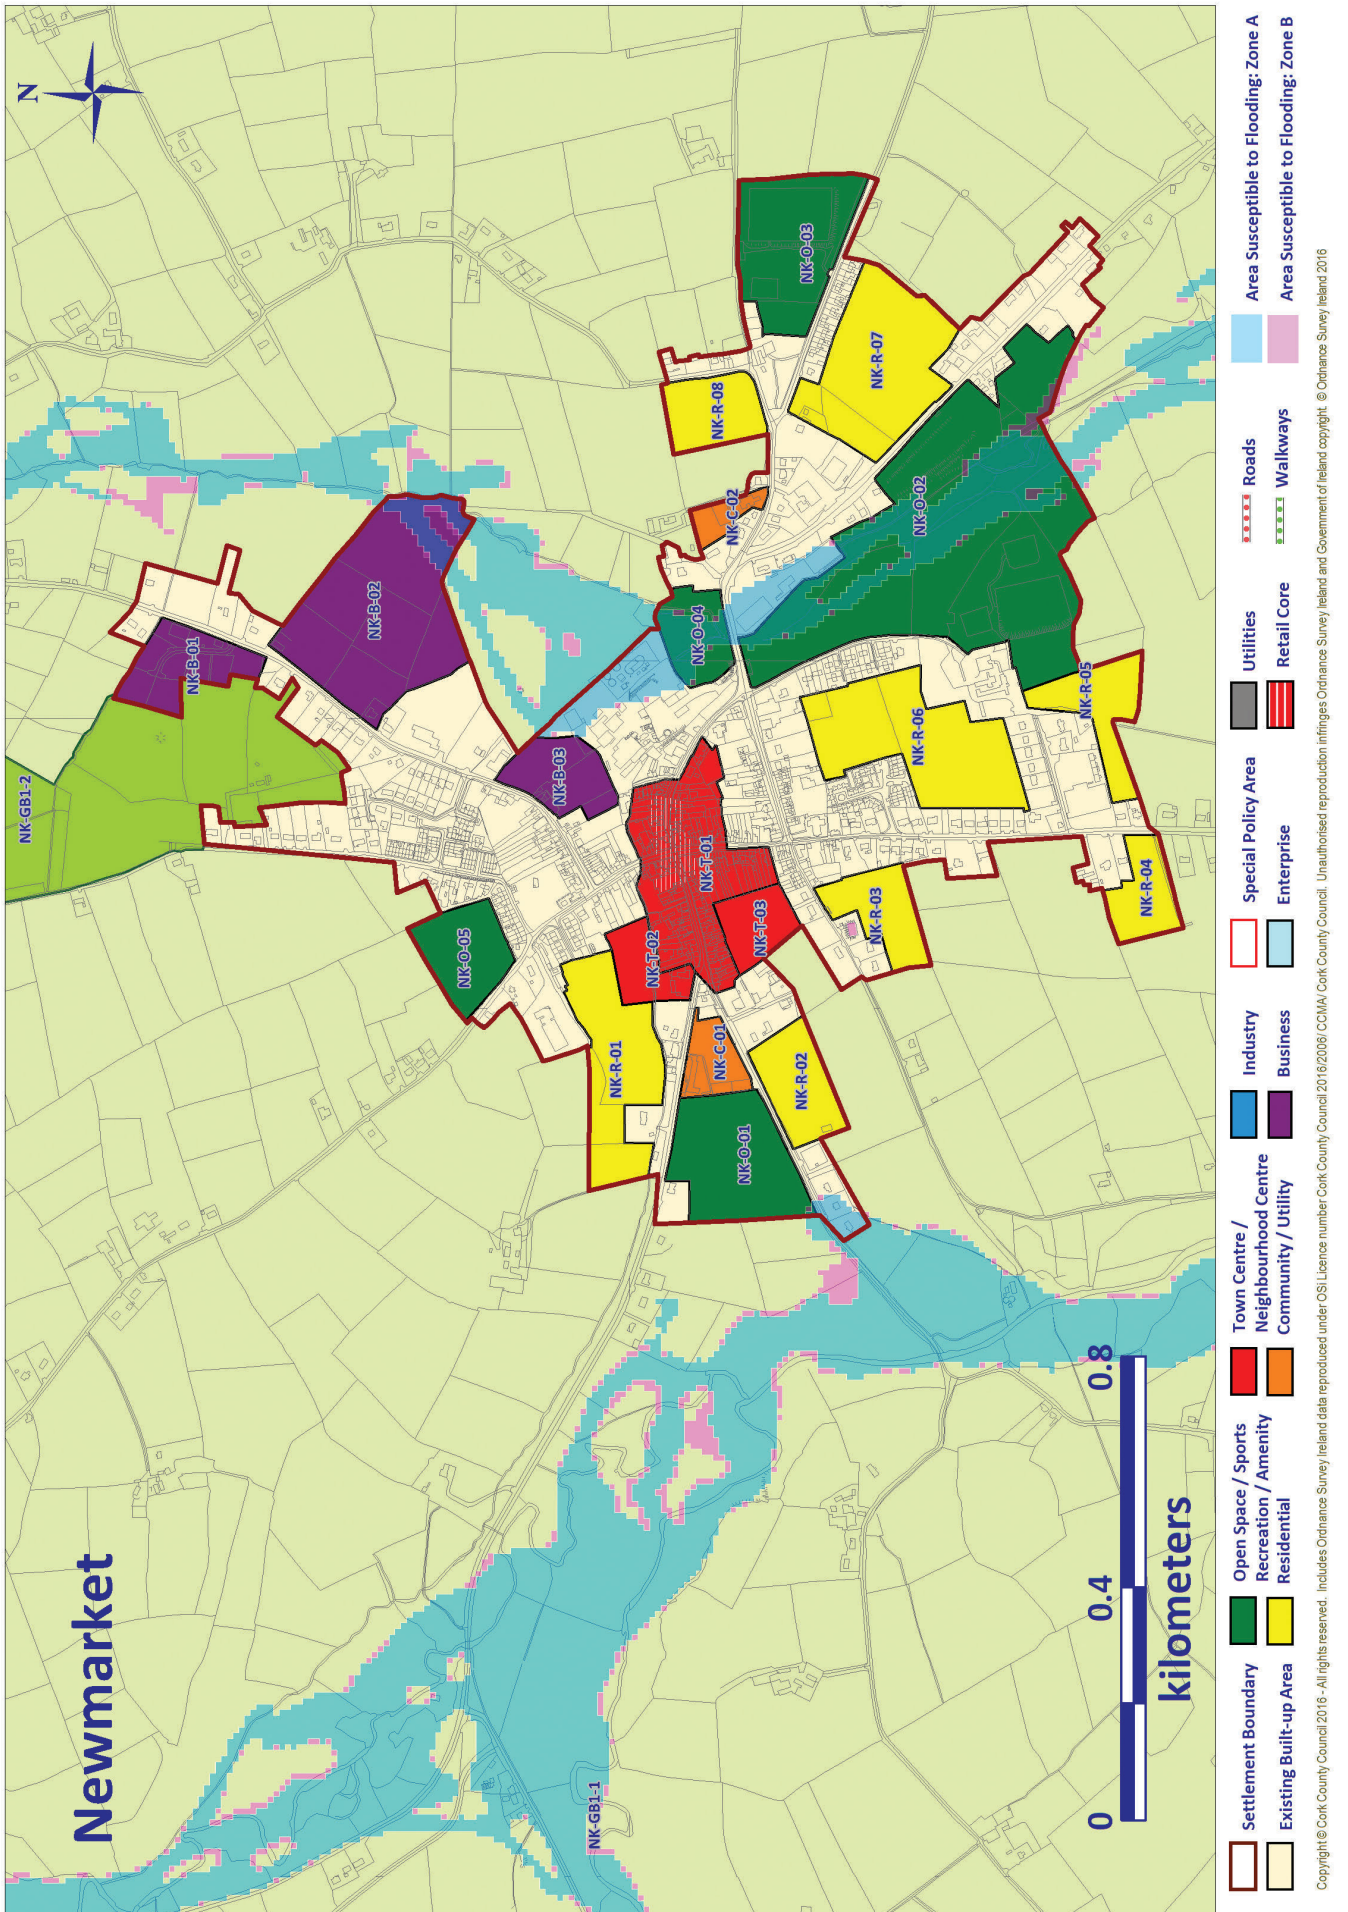 Newmarket
N
NK-GB1-2
NK-B-01
NK-B-02
NK-O-05
NK-B-03
NK-R-08
NK-O-03
NK-C-02
NK-R-07
NK-O-04
NK-O-02
NK-R-01
NK-T-02
NK-T-01
NK-T-03
NK-C-01
NK-O-01
NK-R-02
NK-R-03
NK-R-06
NK-R-05
NK-R-04
NK-GB1-1
0 0.4 0.8
kilometers
Settlement Boundary
Existing Built-up Area
Open Space / Sports
Recreation / Amenity
Residential
Town Centre /
Neighbourhood Centre
Community / Utility
Industry
Business
Special Policy Area
Enterprise
Utilities
Retail Core
Roads
Walkways
Area Susceptible to Flooding: Zone A
Area Susceptible to Flooding: Zone B
Copyright © Cork County Council 2016 - All rights reserved. Includes Ordnance Survey Ireland data reproduced under OSi Licence number Cork County Council 2016/2006/CCMA/ Cork County Council. Unauthorised reproduction infringes Ordnance Survey Ireland and Government of Ireland copyright. © Ordnance Survey Ireland 2016